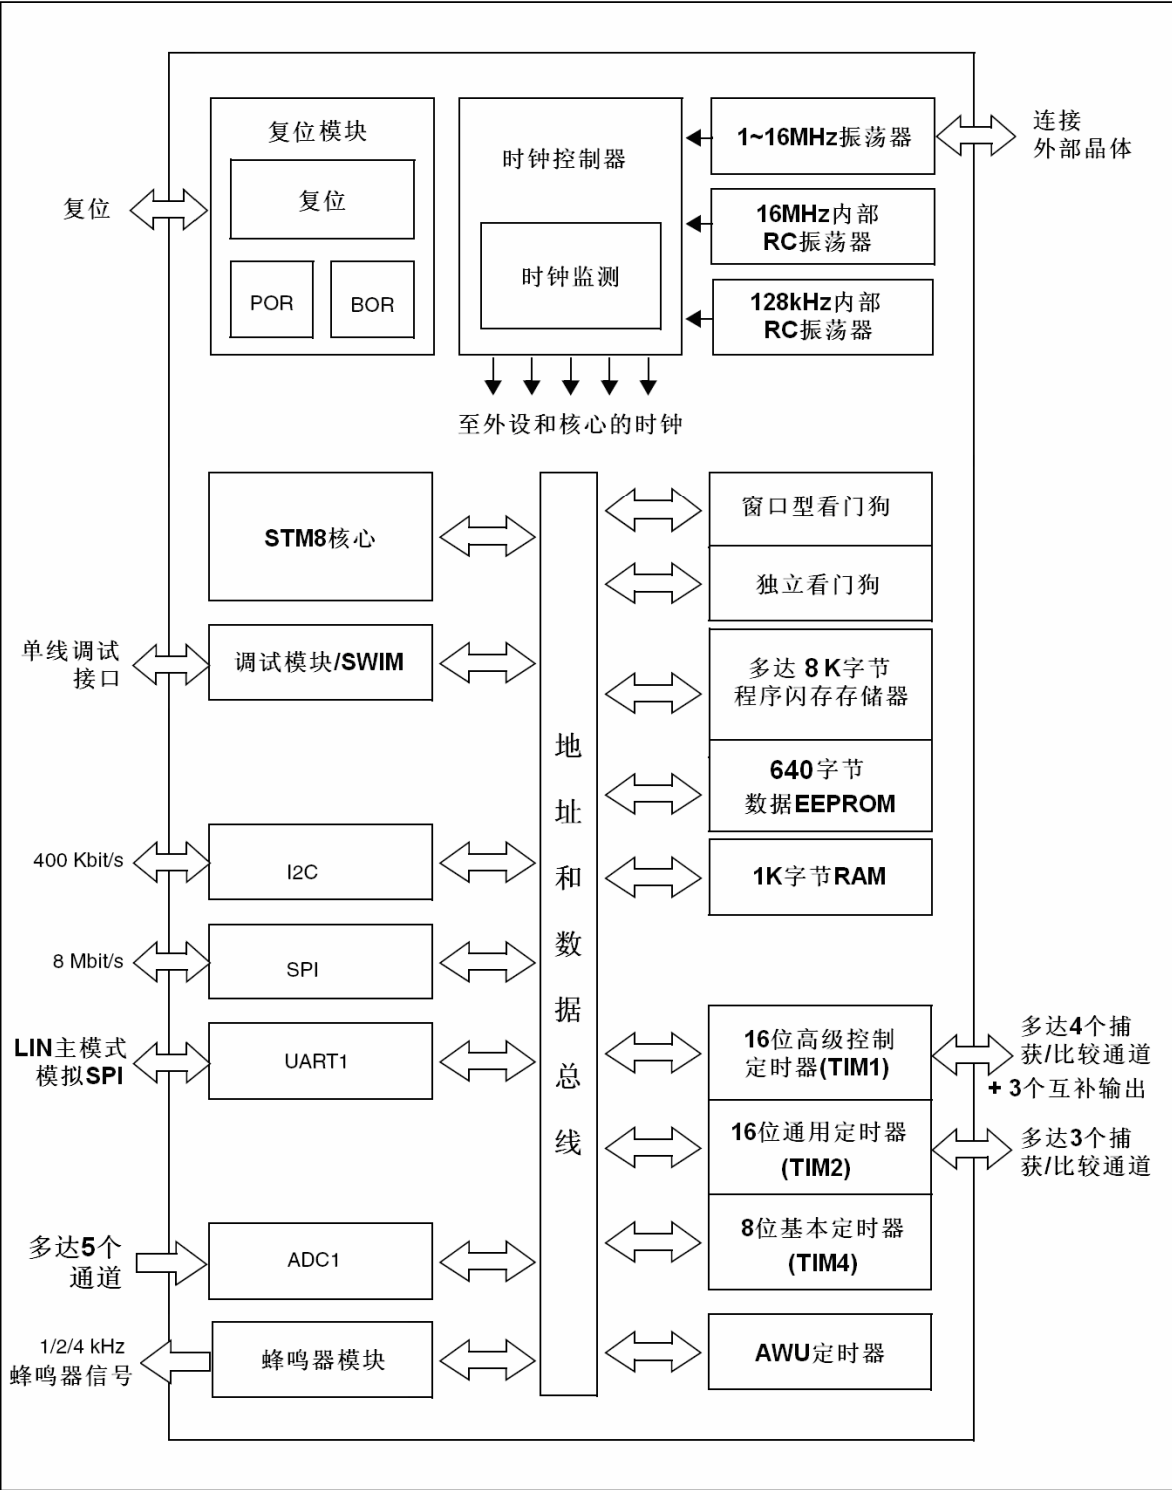 复位模块
复位
POR
BOR
复位
时钟控制器
时钟监测
1~16MHz振荡器
连接
外部晶体
16MHz内部
RC振荡器
128kHz内部
RC振荡器
至外设和核心的时钟
STM8核心
单线调试
接口
调试模块/SWIM
400 Kbit/s
I2C
8 Mbit/s
SPI
LIN主模式
模拟SPI
UART1
多达5个
通道
ADC1
1/2/4 kHz
蜂鸣器信号
蜂鸣器模块
地
址
和
数
据
总
线
窗口型看门狗
独立看门狗
多达 8 K字节
程序闪存存储器
640字节
数据EEPROM
1K字节RAM
16位高级控制
定时器(TIM1)
多达4个捕
获/比较通道
+ 3个互补输出
16位通用定时器
(TIM2)
多达3个捕
获/比较通道
8位基本定时器
(TIM4)
AWU定时器